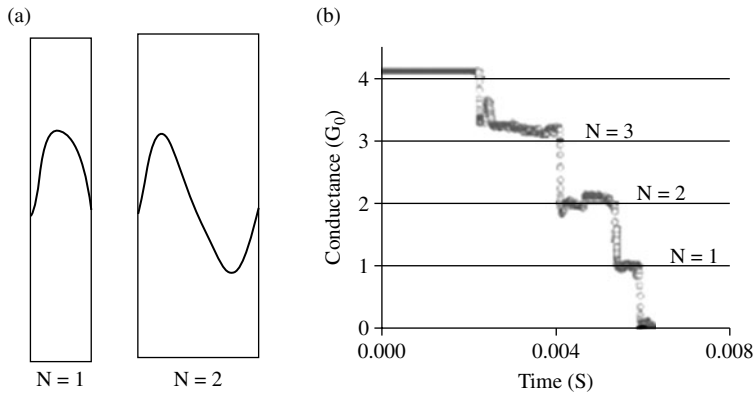 (a)
N = 1
N = 2
(b)
Conductance (G₀)
4
3
2
1
0
N = 3
N = 2
N = 1
0.000
0.004
0.008
Time (S)